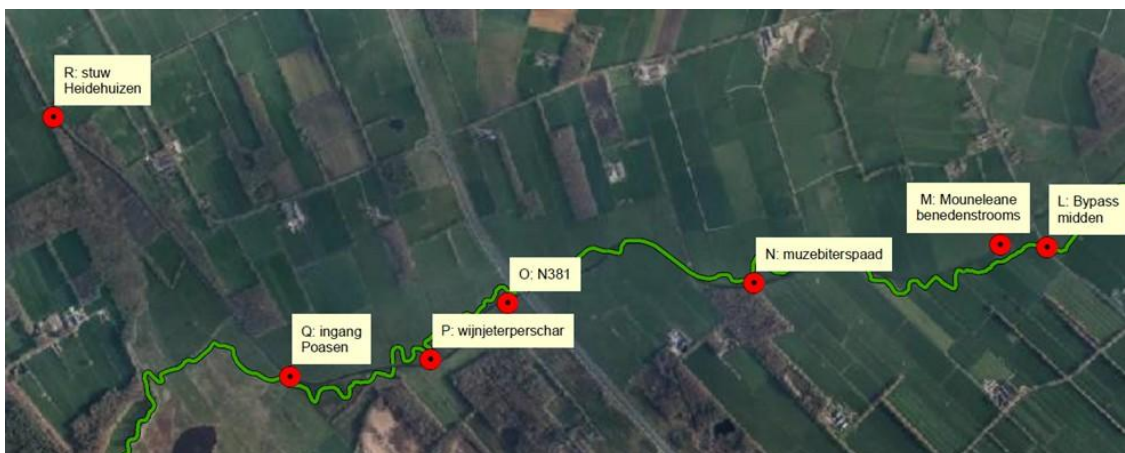 R: stuw
Heidehuizen
M: Mouneleane
benedenstrooms
L: Bypass
midden
N: muzebiterspaad
O: N381
P: wijnjeterperschar
Q: ingang
Poasen